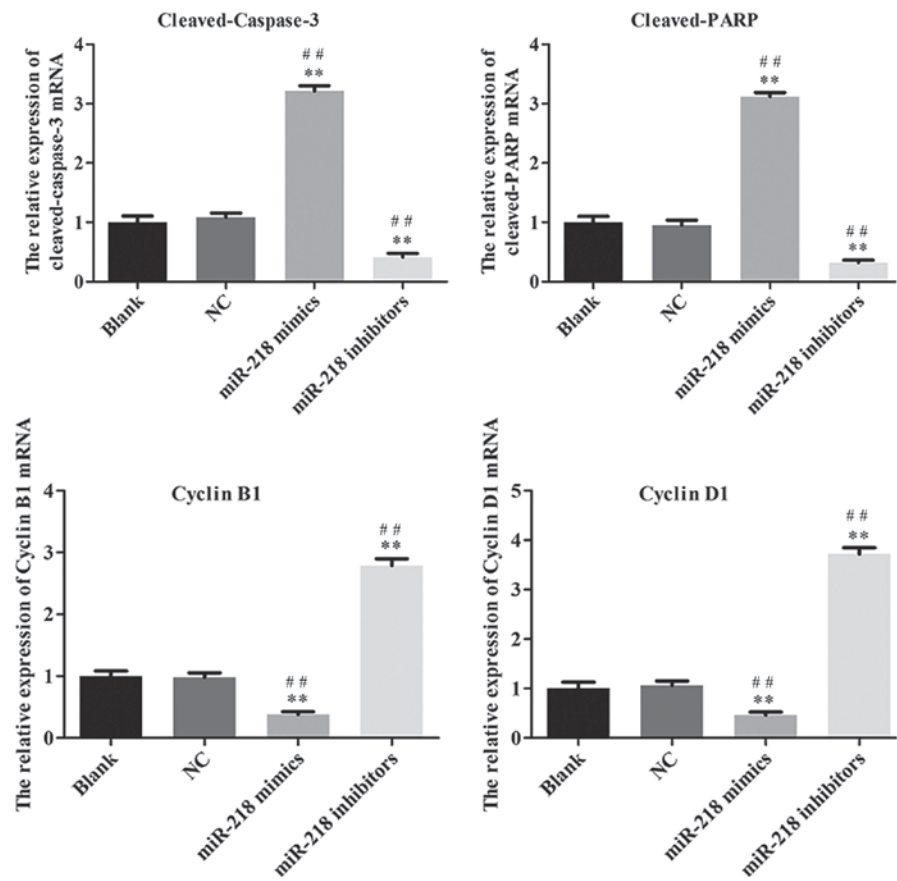 Cleaved-Caspase-3
The relative expression of
cleaved-caspase-3 mRNA
4
3
2
1
0
# #
**
# #
**
Blank
NC
miR-218 mimics
miR-218 inhibitors
Cleaved-PARP
The relative expression of
cleaved-PARP mRNA
4
3
2
1
0
# #
**
# #
**
Blank
NC
miR-218 mimics
miR-218 inhibitors
Cyclin B1
The relative expression of Cyclin B1 mRNA
4
3
2
1
0
# #
**
# #
**
Blank
NC
miR-218 mimics
miR-218 inhibitors
Cyclin D1
The relative expression of Cyclin D1 mRNA
5
4
3
2
1
0
# #
**
# #
**
Blank
NC
miR-218 mimics
miR-218 inhibitors